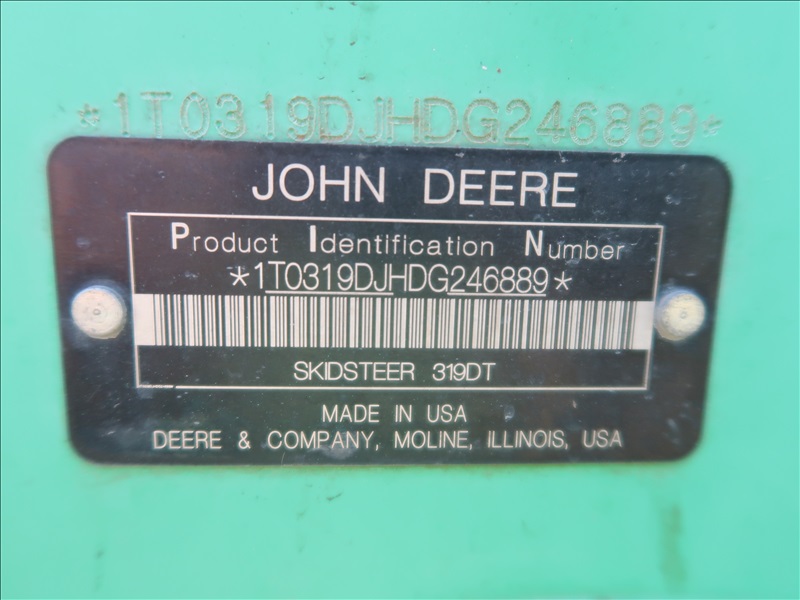 *1T0319DJHDG246889*
JOHN DEERE
Product Identification Number
*1T0319DJHDG246889*
SKIDSTEER 319DT
MADE IN USA
DEERE & COMPANY, MOLINE, ILLINOIS, USA